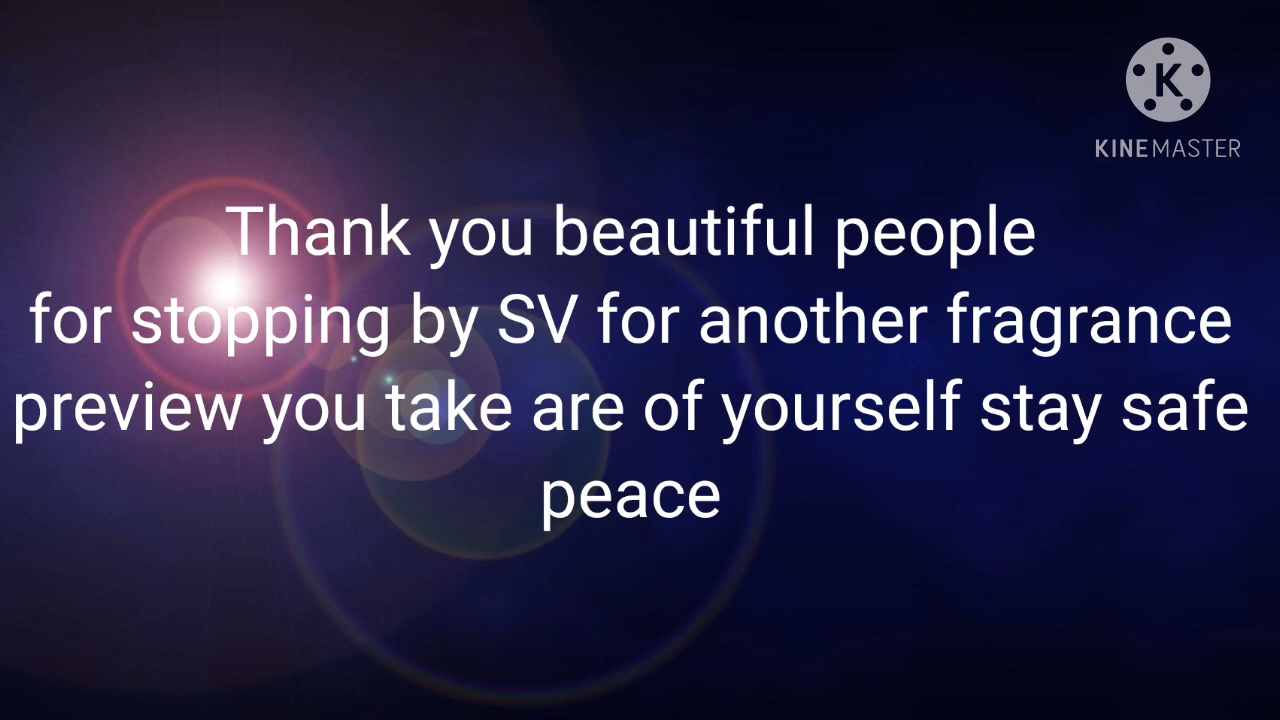 KINEMASTER
Thank you beautiful people
for stopping by SV for another fragrance
preview you take are of yourself stay safe
peace